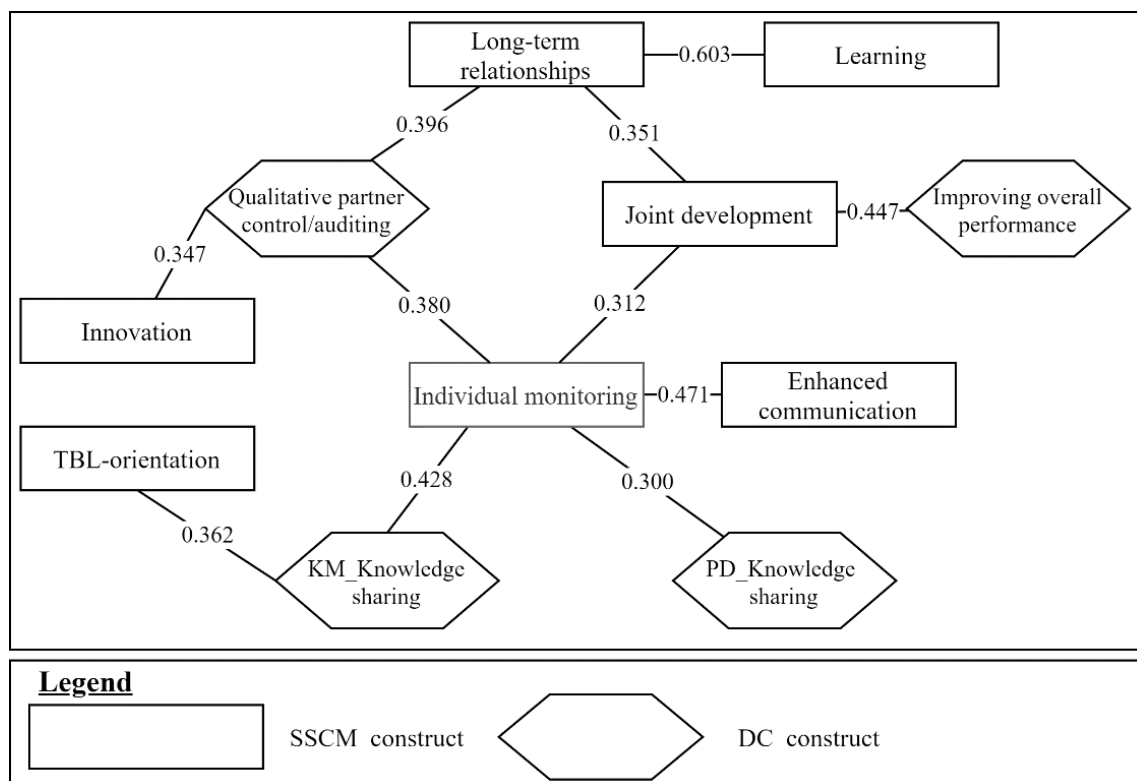 Long-term
relationships
0.603
Learning
0.396
0.351
Qualitative partner
control/auditing
Joint development
0.447
Improving overall
performance
0.347
0.380
0.312
Innovation
Individual monitoring
0.471
Enhanced
communication
TBL-orientation
0.428
0.300
0.362
KM_Knowledge
sharing
PD_Knowledge
sharing
Legend
SSCM construct
DC construct